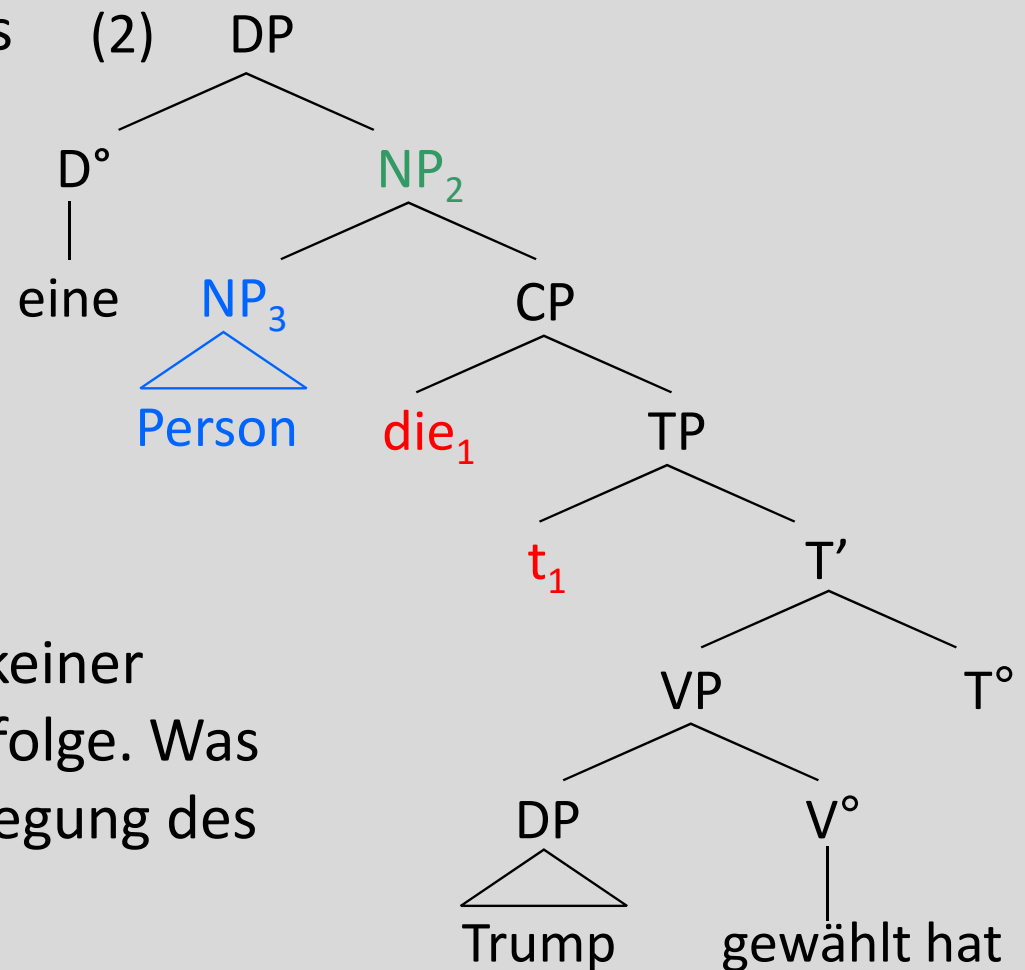 (2) DP
D° NP₂
eine NP₃ CP
Person die₁ TP
t₁ T’
keiner
VP T°
folge. Was
DP V°
egung des
Trump gewählt hat